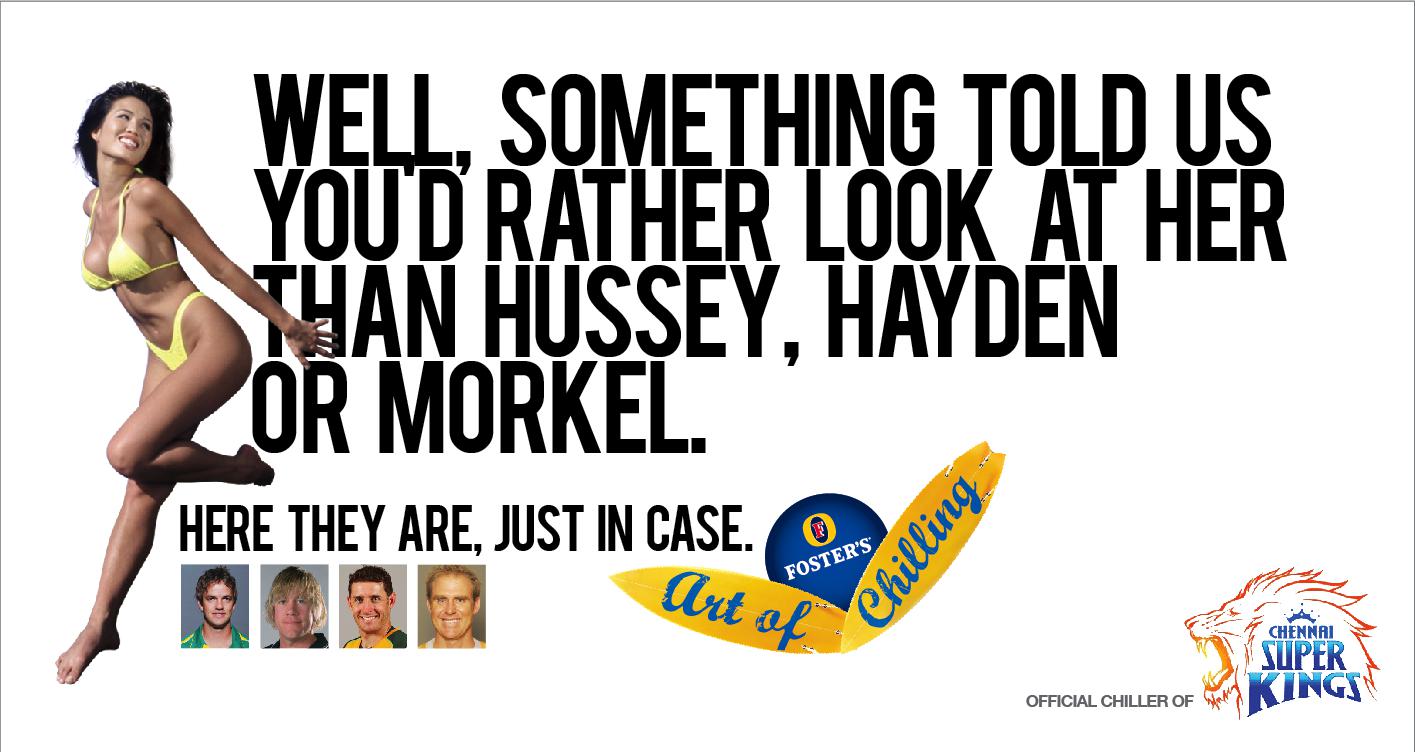 WELL, SOMETHING TOLD US
YOU'D RATHER LOOK AT HER
THAN HUSSEY, HAYDEN
OR MORKEL.
HERE THEY ARE, JUST IN CASE.
F
FOSTER'S
Art of Chilling
OFFICIAL CHILLER OF
CHENNAI
SUPER
KINGS